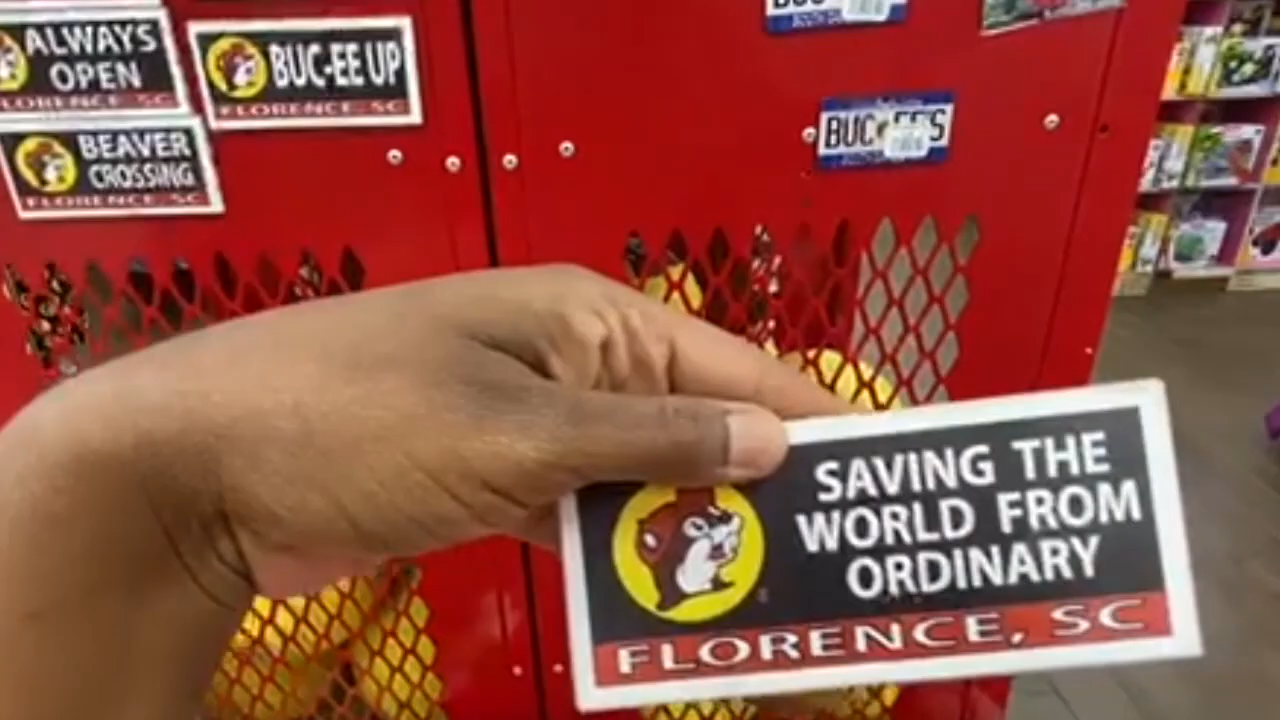 ALWAYS
OPEN
FLORENCE, SC
BUC-EE UP
FLORENCE, SC
BEAVER
CROSSING
FLORENCE, SC
SAVING THE
WORLD FROM
ORDINARY
FLORENCE, SC